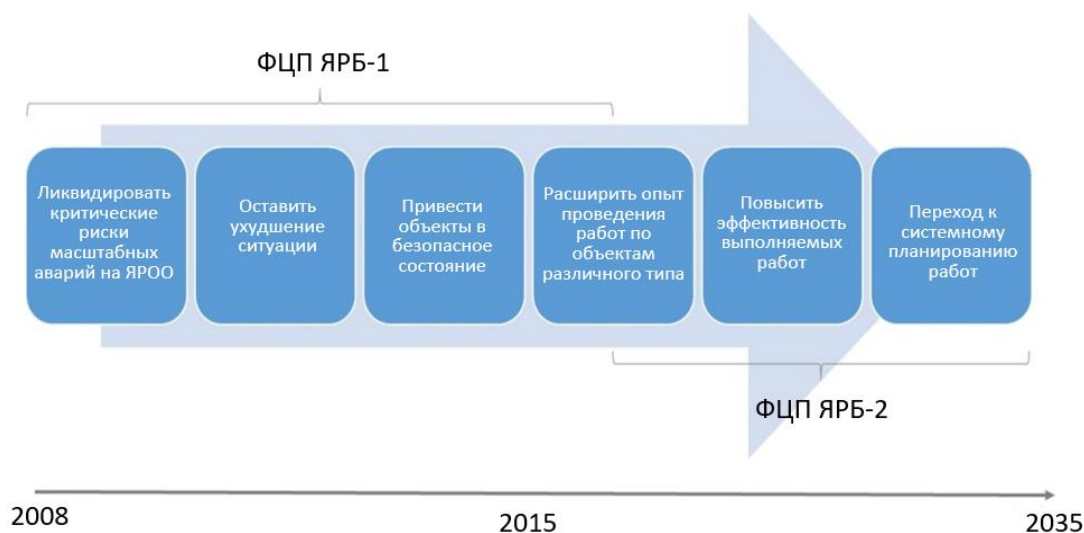 ФЦП ЯРБ-1
Ликвидировать
критические
риски
масштабных
аварий на ЯРОО
Оставить
ухудшение
ситуации
Привести
объекты в
безопасное
состояние
Расширить опыт
проведения
работ по
объектам
различного типа
Повысить
эффективность
выполняемых
работ
Переход к
системному
планированию
работ
ФЦП ЯРБ-2
2008
2015
2035